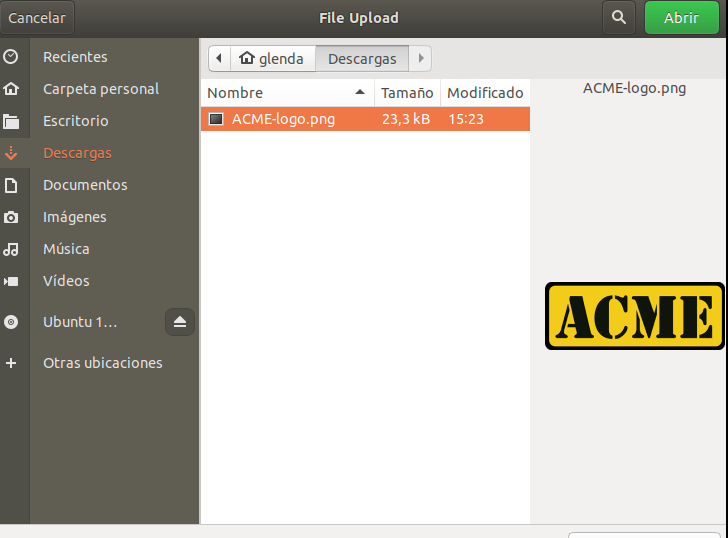 Cancelar File Upload Abrir
Recientes
Carpeta personal
Escritorio
Descargas
Documentos
Imágenes
Música
Vídeos
Ubuntu 1...
Otras ubicaciones
glenda Descargas
Nombre Tamaño Modificado
ACME-logo.png 23,3 kB 15:23
ACME-logo.png
ACME